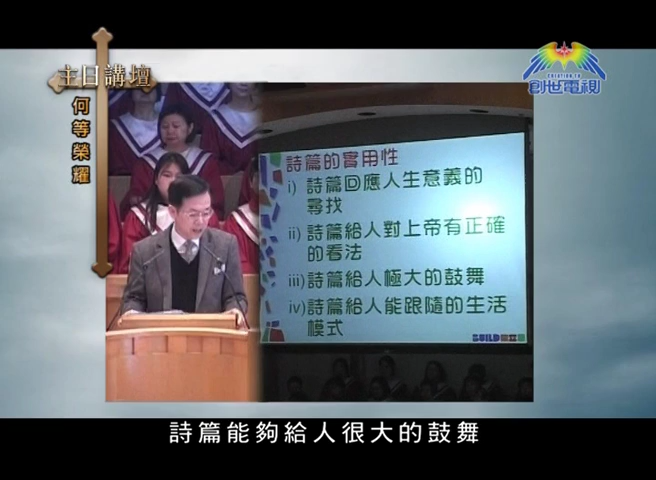 主日講壇
何等榮耀
CREATION TV
創世電視
詩篇的實用性
i) 詩篇回應人生意義的
尋找
ii) 詩篇給人對上帝有正確
的看法
iii) 詩篇給人極大的鼓舞
iv) 詩篇給人能跟隨的生活
模式
BUILD
詩篇能夠給人很大的鼓舞